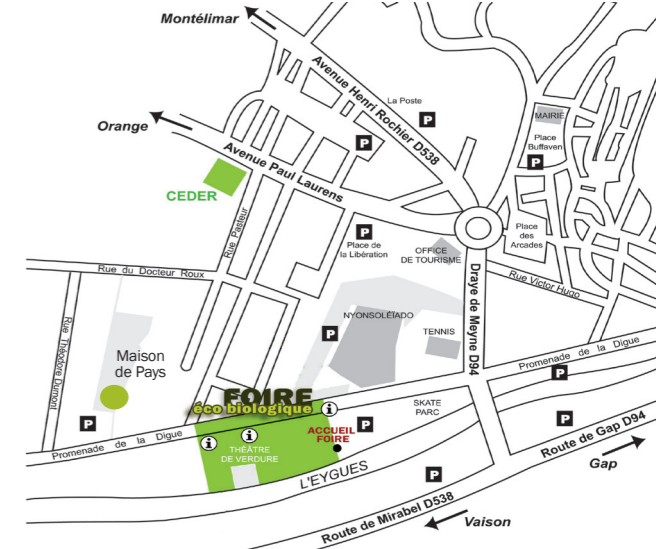 Montélimar
Avenue Henri Rochier D538
La Poste
P
P
MAIRIE
Place
Buffaven
P
Orange
Avenue Paul Laurens
CEDER
Rue Pasteur
P
Place de
la Libération
OFFICE
DE TOURISME
Place
des
Arcades
Rue du Docteur Roux
Rue Victor Hugo
Draye de Meyne D94
Rue Théodore Dumont
NYONSOLÉÏADO
P
TENNIS
Maison
de Pays
Promenade de la Digue
P
FOIRE
éco biologique
i
SKATE
PARC
P
P
ACCUEIL
FOIRE
P
i
i
THÉÂTRE
DE VERDURE
Promenade de la Digue
Route de Gap D94
Gap
L'EYGUES
P
Route de Mirabel D538
Vaison